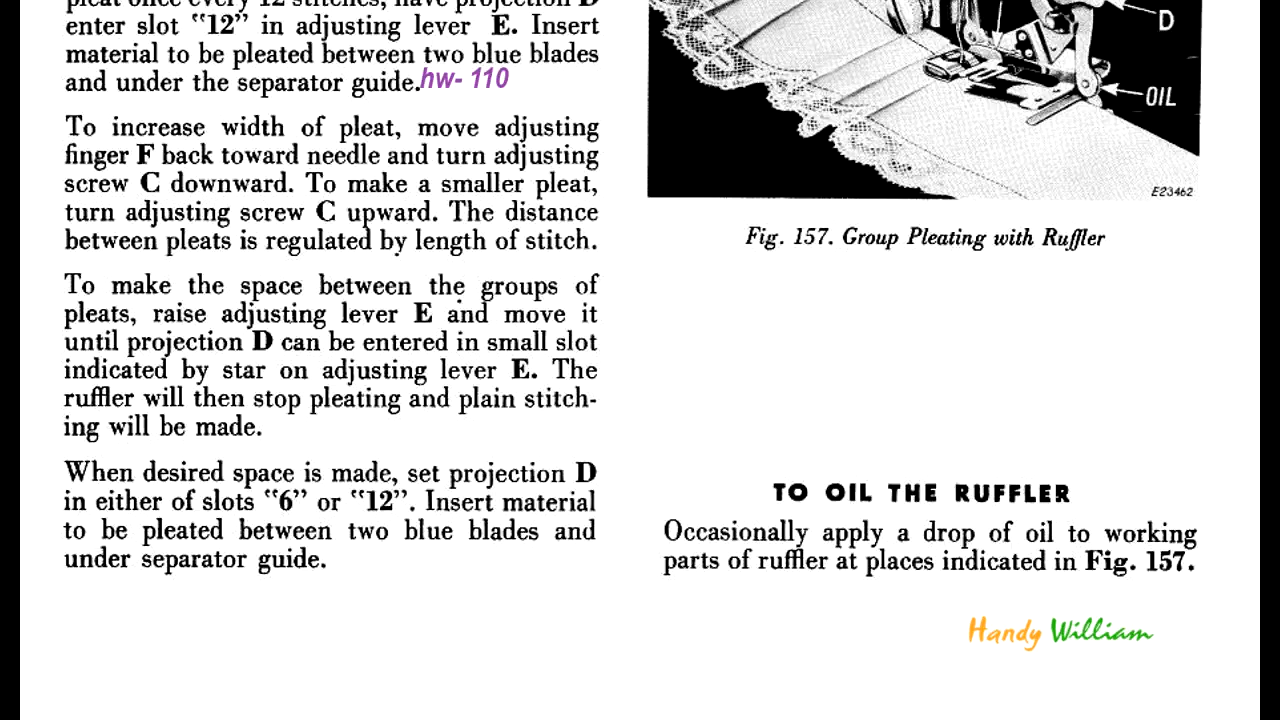 pleat once every 12 stitches, have projection D
enter slot "12" in adjusting lever E. Insert
material to be pleated between two blue blades
and under the separator guide.hw- 110
To increase width of pleat, move adjusting
finger F back toward needle and turn adjusting
screw C downward. To make a smaller pleat,
turn adjusting screw C upward. The distance
between pleats is regulated by length of stitch.
To make the space between the groups of
pleats, raise adjusting lever E and move it
until projection D can be entered in small slot
indicated by star on adjusting lever E. The
ruffler will then stop pleating and plain stitch-
ing will be made.
When desired space is made, set projection D
in either of slots "6" or "12". Insert material
to be pleated between two blue blades and
under separator guide.
D
OIL
E23462
Fig. 157. Group Pleating with Ruffler
TO OIL THE RUFFLER
Occasionally apply a drop of oil to working
parts of ruffler at places indicated in Fig. 157.
Handy William